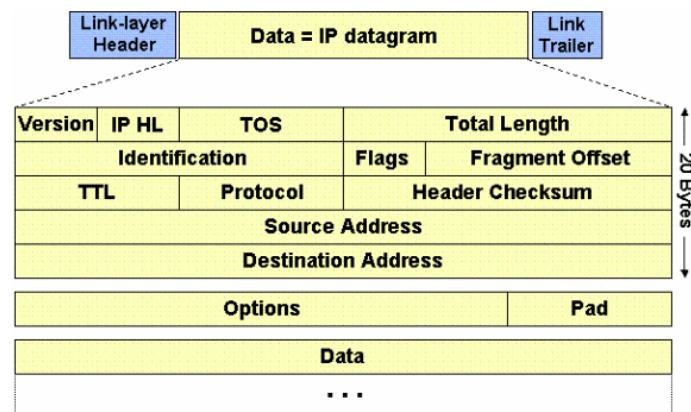 Link-layer Header
Data = IP datagram
Link Trailer
Version IP HL TOS Total Length
Identification Flags Fragment Offset
TTL Protocol Header Checksum
Source Address
Destination Address
20 Bytes
Options Pad
Data
...